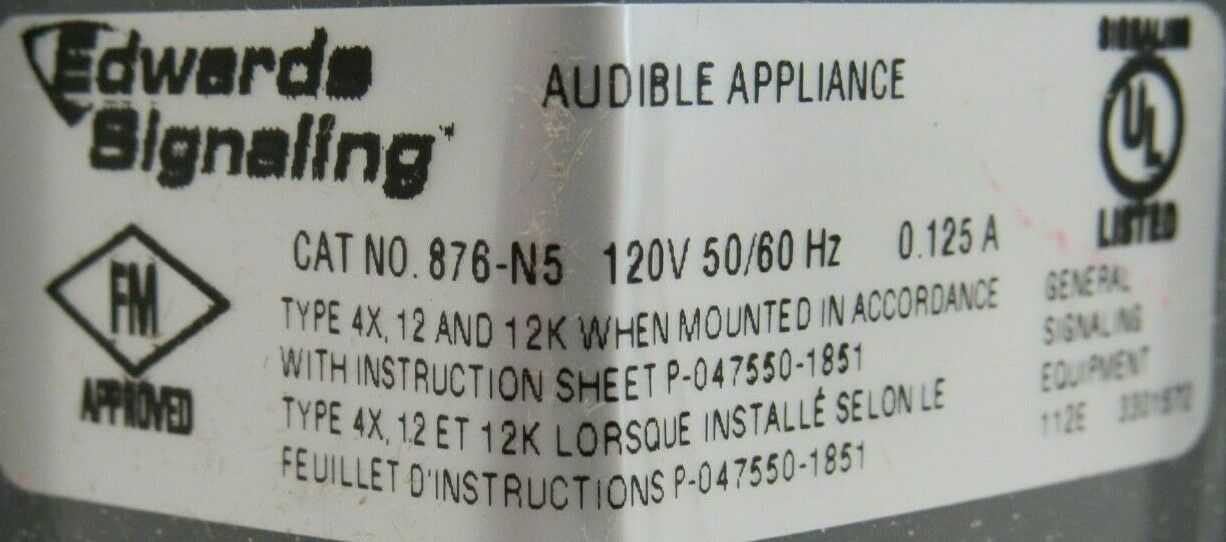 Edwards
Signaling™
AUDIBLE APPLIANCE
SIGNALING
UL
LISTED
FM
APPROVED
CAT NO. 876-N5 120V 50/60 Hz 0.125 A
TYPE 4X, 12 AND 12K WHEN MOUNTED IN ACCORDANCE
WITH INSTRUCTION SHEET P-047550-1851
TYPE 4X, 12 ET 12K LORSQUE INSTALLÉ SELON LE
FEUILLET D'INSTRUCTIONS P-047550-1851
GENERAL
SIGNALING
EQUIPMENT
112E